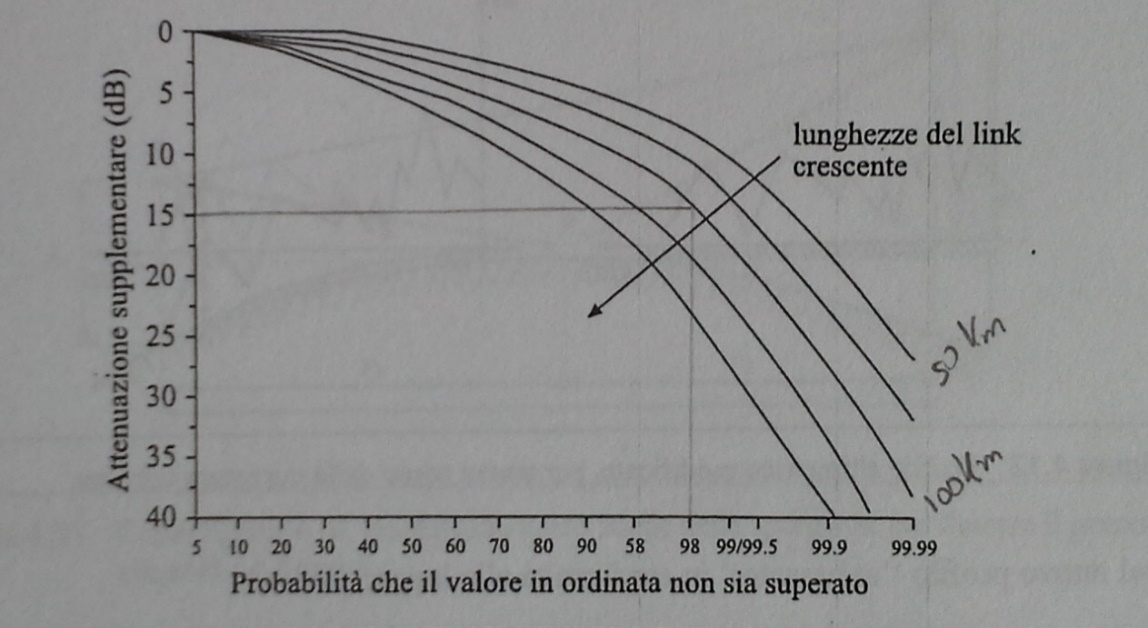 0
5
10
15
20
25
30
35
40
Attenuazione supplementare (dB)
lunghezze del link
crescente
50 Km
100Km
5 10 20 30 40 50 60 70 80 90 58 98 99/99.5 99.9 99.99
Probabilità che il valore in ordinata non sia superato